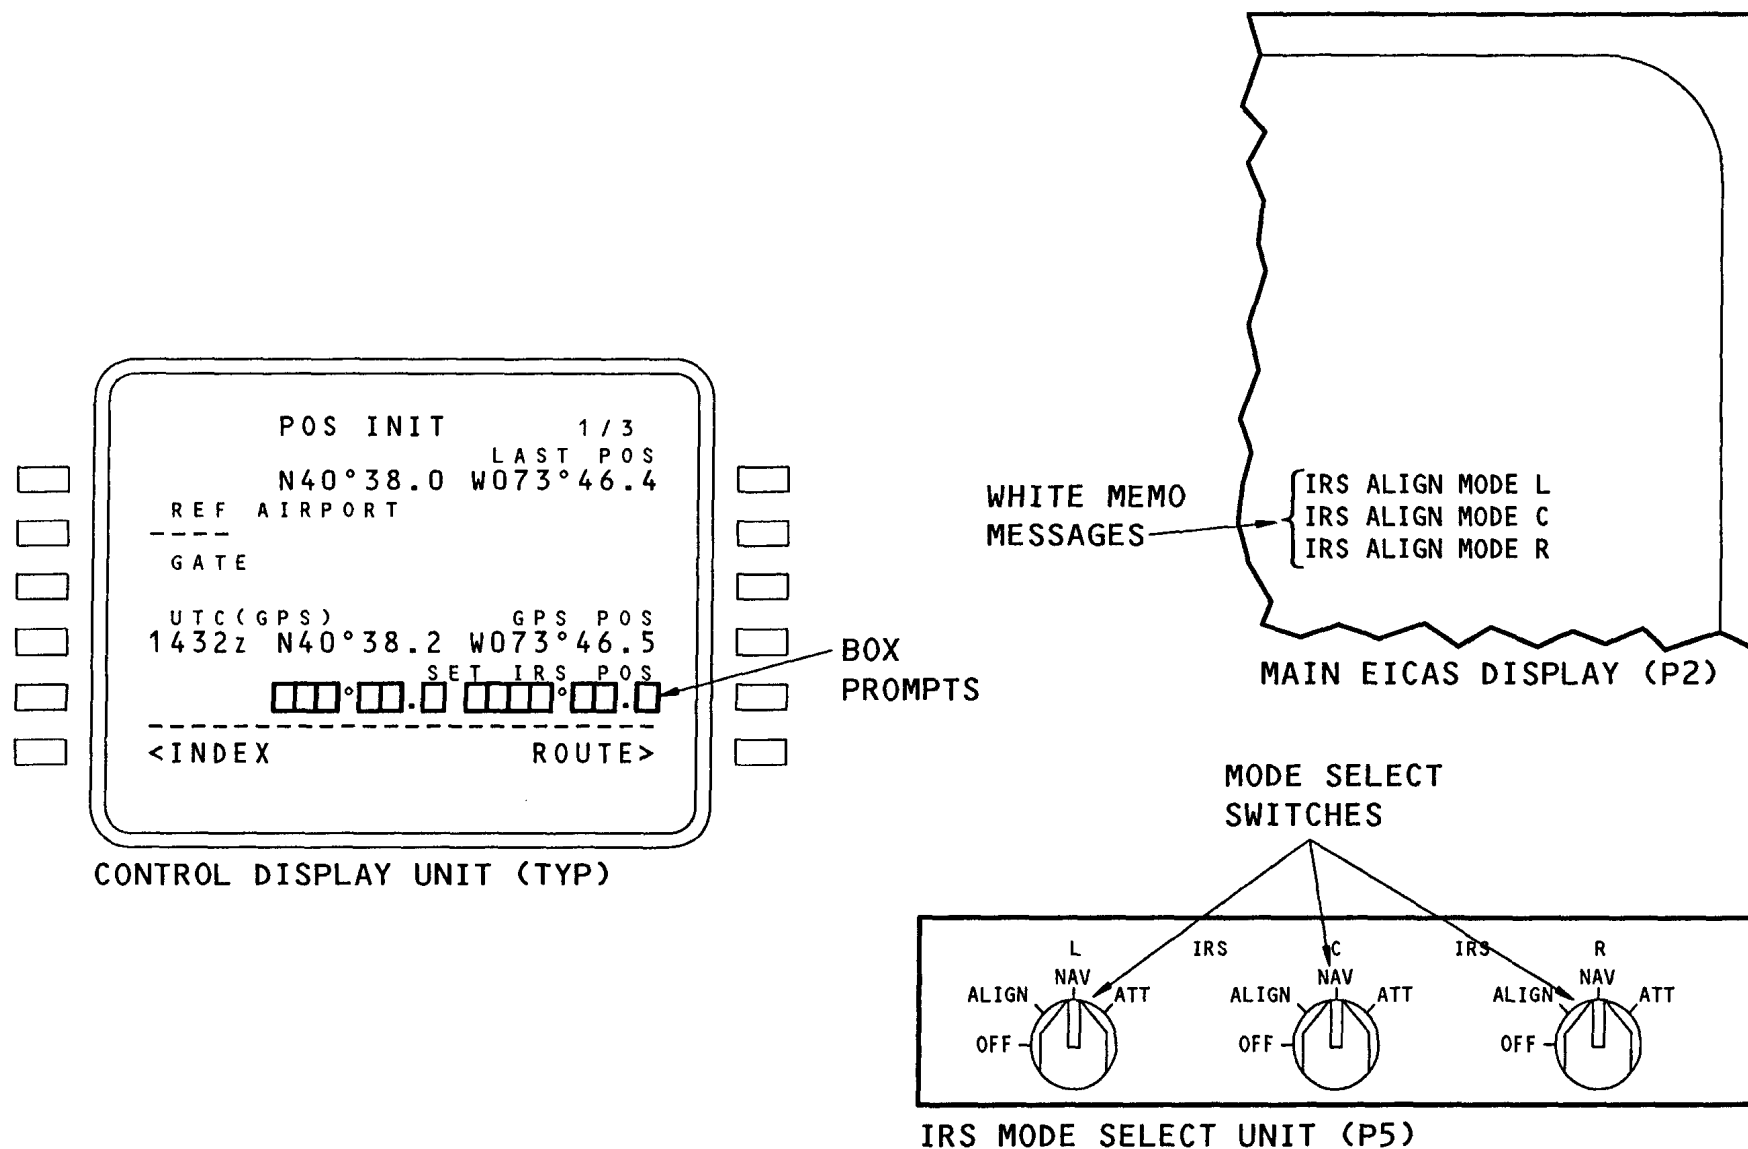 POS INIT 1/3
LAST POS
N40°38.0 W073°46.4
REF AIRPORT
----
GATE
UTC(GPS) GPS POS
1432z N40°38.2 W073°46.5
SET IRS POS
□□□°□□.□ □□□□°□□.□
------------------------
<INDEX ROUTE>
BOX
PROMPTS
CONTROL DISPLAY UNIT (TYP)
WHITE MEMO
MESSAGES
IRS ALIGN MODE L
IRS ALIGN MODE C
IRS ALIGN MODE R
MAIN EICAS DISPLAY (P2)
MODE SELECT
SWITCHES
L IRS C IRS R
NAV NAV NAV
ALIGN ATT ALIGN ATT ALIGN ATT
OFF OFF OFF
IRS MODE SELECT UNIT (P5)